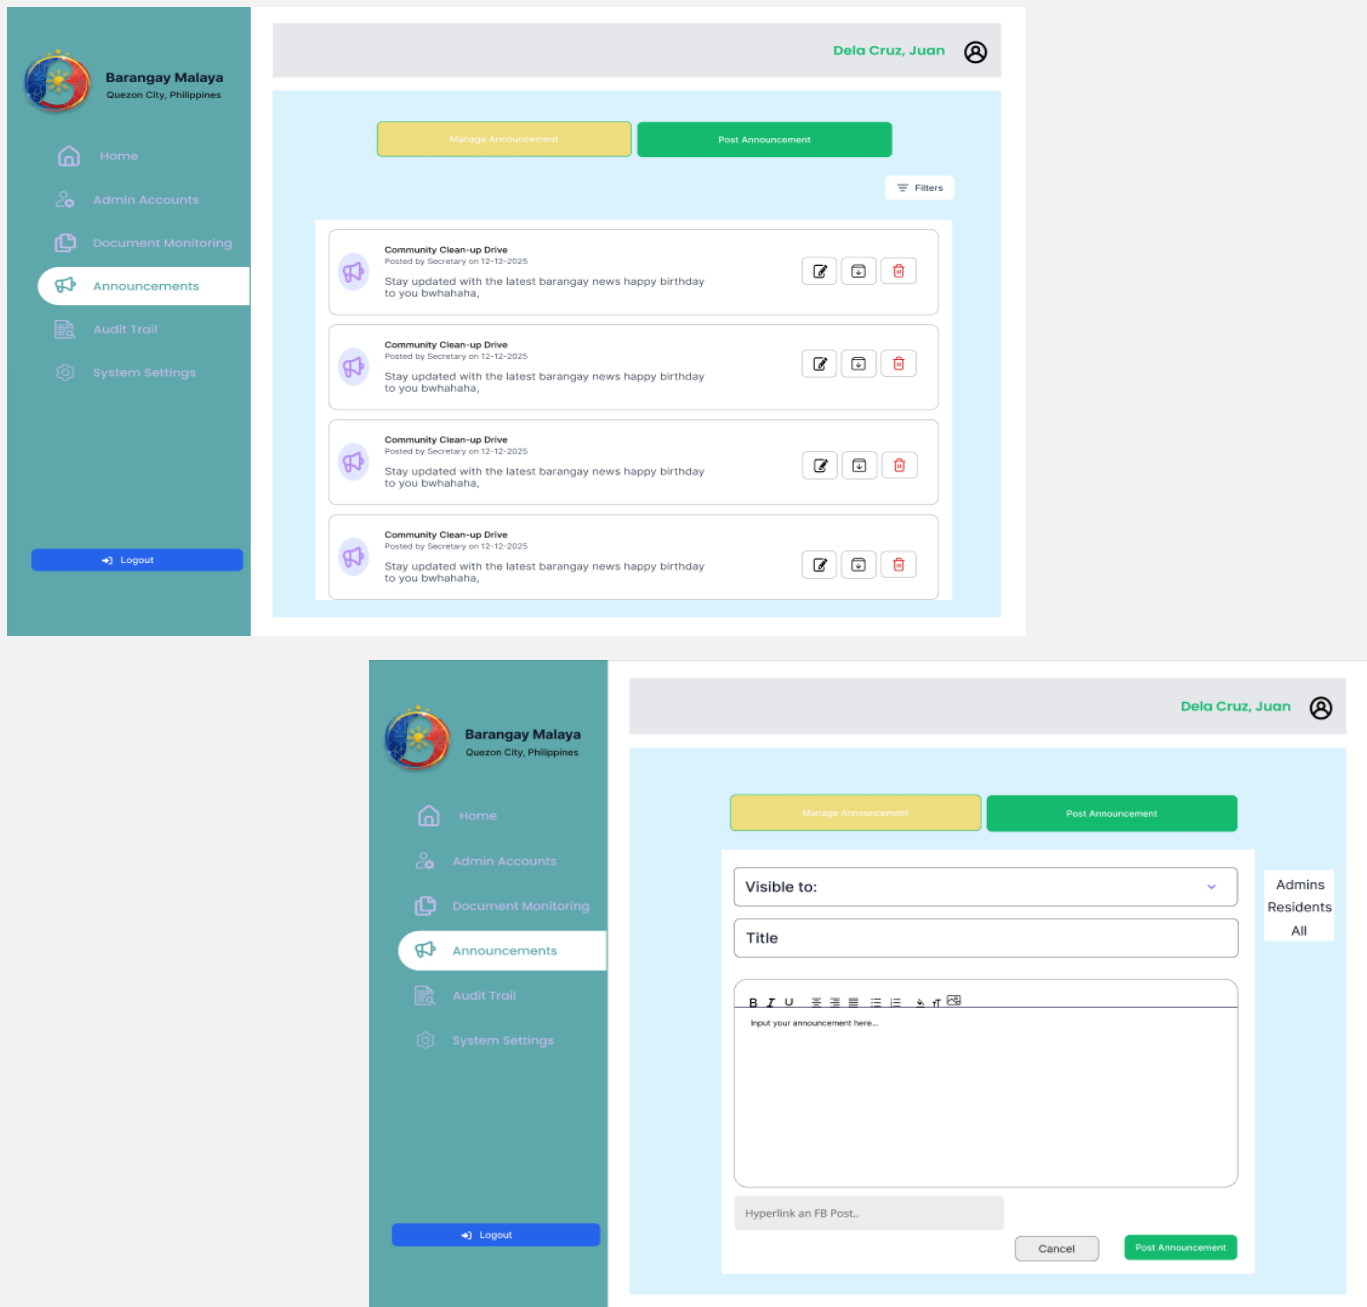 Dela Cruz, Juan
Barangay Malaya
Quezon City, Philippines
Home
Admin Accounts
Document Monitoring
Announcements
Audit Trail
System Settings
Logout
Manage Announcement
Post Announcement
Filters
Community Clean-up Drive
Posted by Secretary on 12-12-2025
Stay updated with the latest barangay news happy birthday
to you bwhahaha,
Community Clean-up Drive
Posted by Secretary on 12-12-2025
Stay updated with the latest barangay news happy birthday
to you bwhahaha,
Community Clean-up Drive
Posted by Secretary on 12-12-2025
Stay updated with the latest barangay news happy birthday
to you bwhahaha,
Community Clean-up Drive
Posted by Secretary on 12-12-2025
Stay updated with the latest barangay news happy birthday
to you bwhahaha,
Dela Cruz, Juan
Barangay Malaya
Quezon City, Philippines
Home
Admin Accounts
Document Monitoring
Announcements
Audit Trail
System Settings
Logout
Manage Announcement
Post Announcement
Visible to:
Admins
Residents
All
Title
B I U
Input your announcement here...
Hyperlink an FB Post..
Cancel
Post Announcement